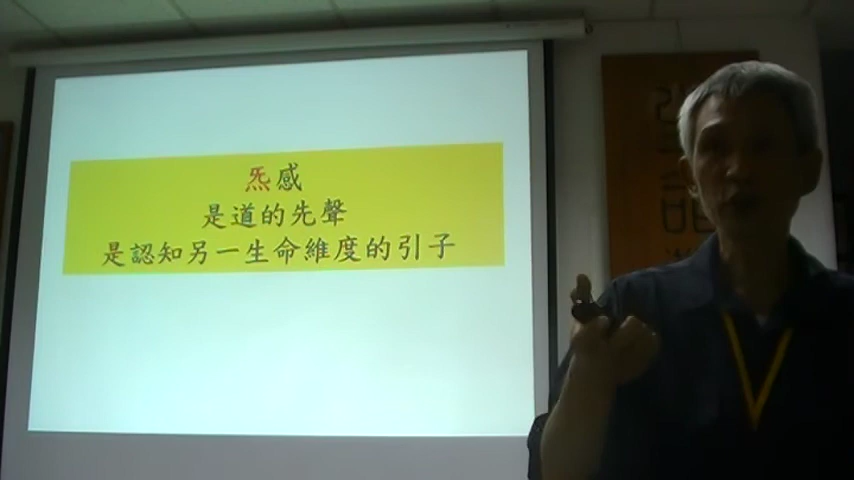 炁感
是道的先聲
是認知另一生命維度的引子